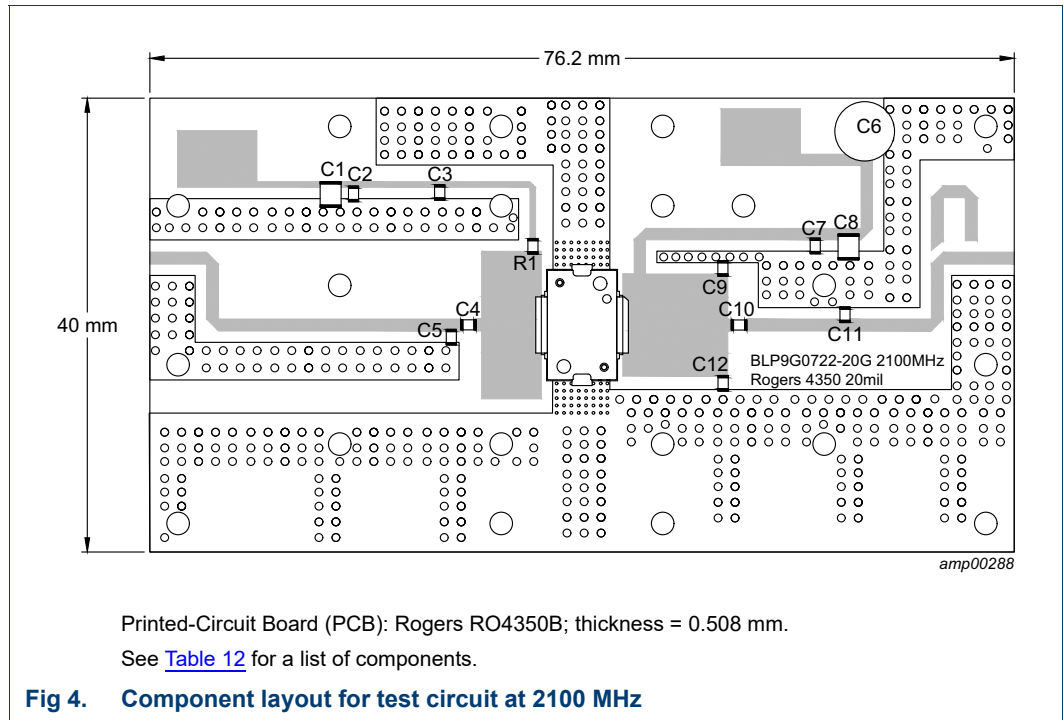 76.2 mm
40 mm
C6
C1
C2
C3
C7
C8
R1
C9
C4
C10
C5
C11
C12
BLP9G0722-20G 2100MHz
Rogers 4350 20mil
amp00288
Printed-Circuit Board (PCB): Rogers RO4350B; thickness = 0.508 mm.
See Table 12 for a list of components.
Fig 4. Component layout for test circuit at 2100 MHz